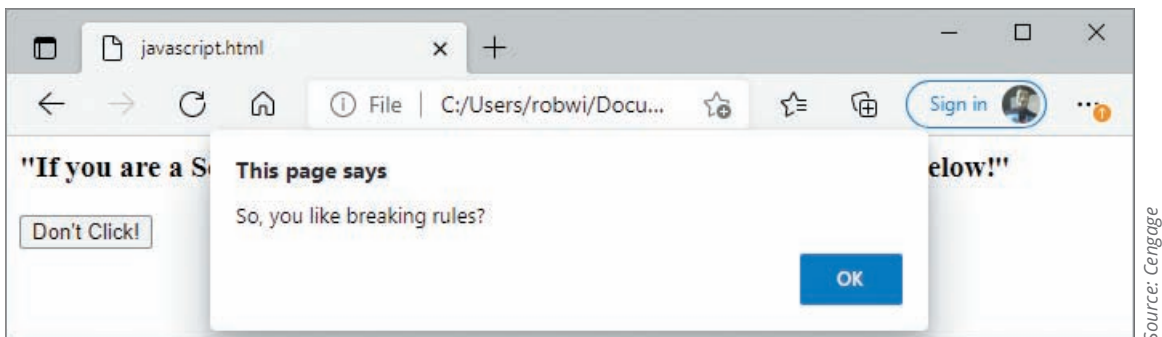 javascript.html
File | C:/Users/robwi/Docu...
Sign in
"If you are a
elow!"
This page says
So, you like breaking rules?
Don't Click!
OK
Source: Cengage